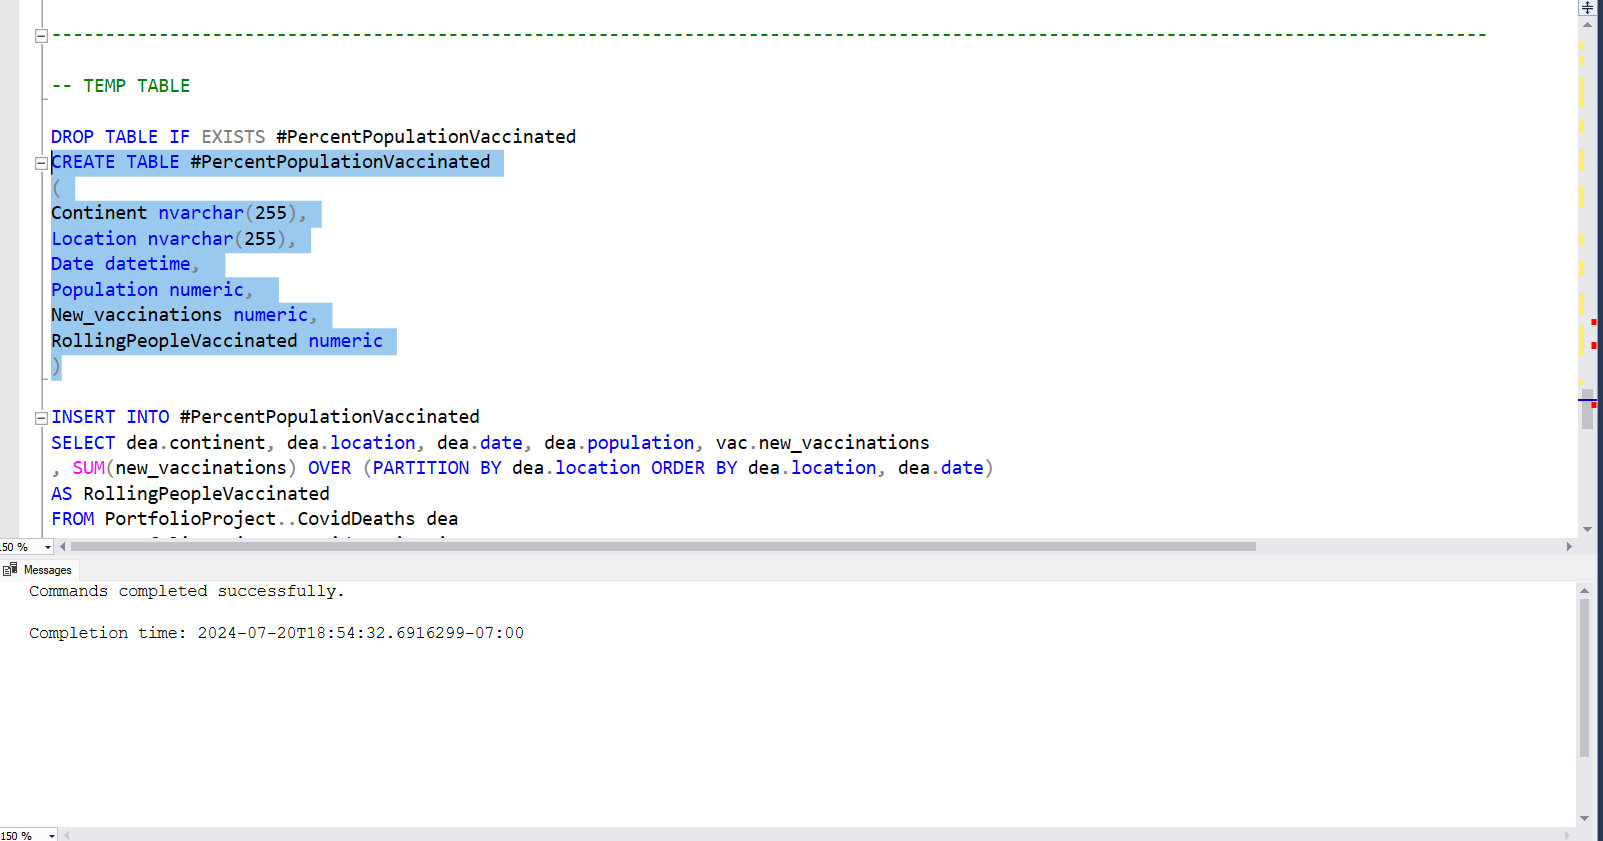 --------------------------------------------------------------------------------------------------------------------------------------
-- TEMP TABLE
DROP TABLE IF EXISTS #PercentPopulationVaccinated
CREATE TABLE #PercentPopulationVaccinated
(
Continent nvarchar(255),
Location nvarchar(255),
Date datetime,
Population numeric,
New_vaccinations numeric,
RollingPeopleVaccinated numeric
)
INSERT INTO #PercentPopulationVaccinated
SELECT dea.continent, dea.location, dea.date, dea.population, vac.new_vaccinations
, SUM(new_vaccinations) OVER (PARTITION BY dea.location ORDER BY dea.location, dea.date)
AS RollingPeopleVaccinated
FROM PortfolioProject..CovidDeaths dea
50 %
Messages
Commands completed successfully.
Completion time: 2024-07-20T18:54:32.6916299-07:00
150 %